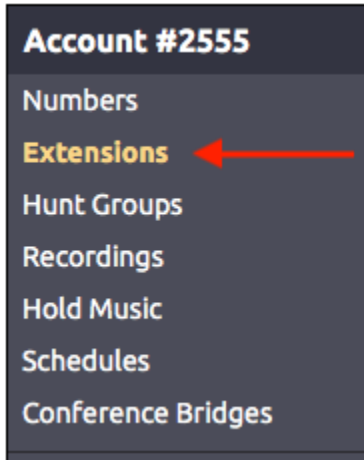 Account #2555
Numbers
Extensions
Hunt Groups
Recordings
Hold Music
Schedules
Conference Bridges